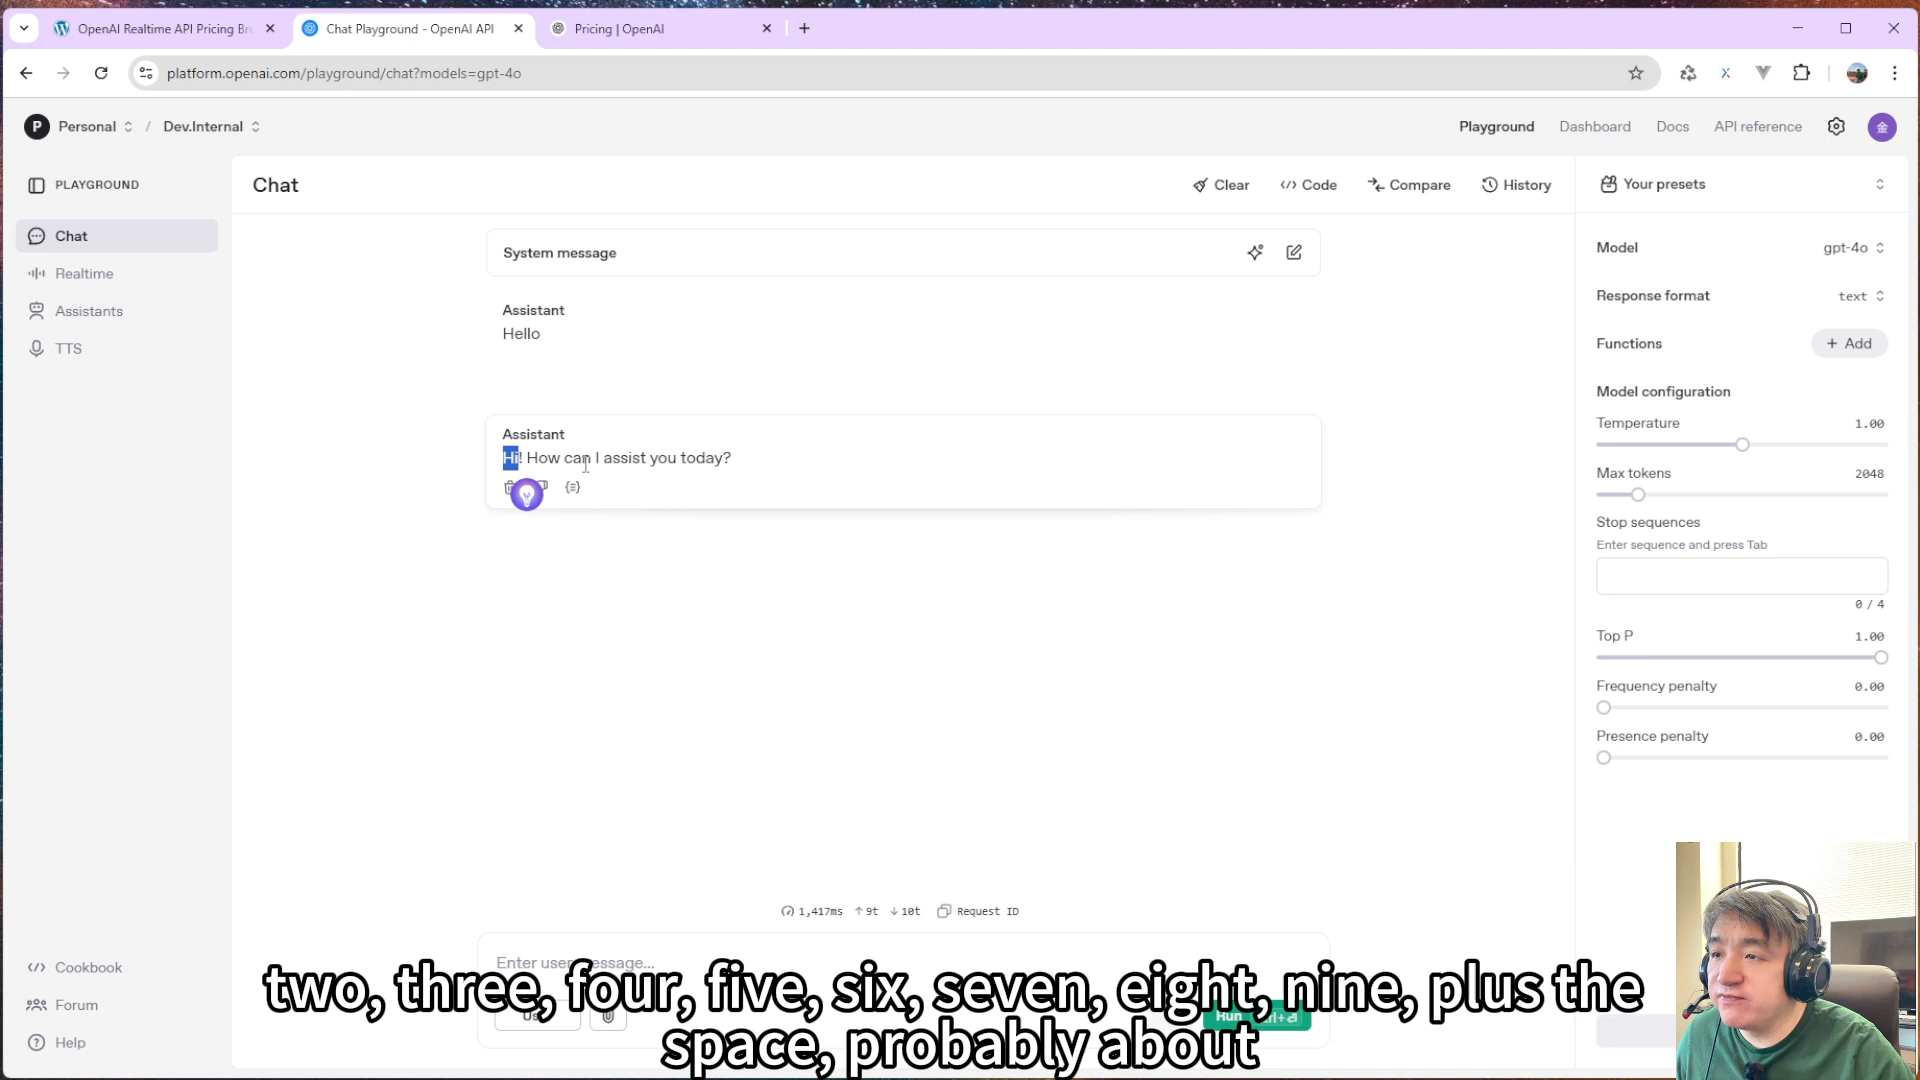 OpenAI Realtime API Pricing Bre
Chat Playground - OpenAI API
Pricing | OpenAI
platform.openai.com/playground/chat?models=gpt-4o
P Personal / Dev.Internal
Playground Dashboard Docs API reference 金
PLAYGROUND
Chat
Realtime
Assistants
TTS
Cookbook
Forum
Help
Chat
Clear Code Compare History
System message
Assistant
Hello
Assistant
Hi! How can I assist you today?
1,417ms 9t 10t Request ID
Enter user message...
Run Ctrl+
Your presets
Model gpt-4o
Response format text
Functions + Add
Model configuration
Temperature 1.00
Max tokens 2048
Stop sequences
Enter sequence and press Tab
0 / 4
Top P 1.00
Frequency penalty 0.00
Presence penalty 0.00
two, three, four, five, six, seven, eight, nine, plus the
space, probably about